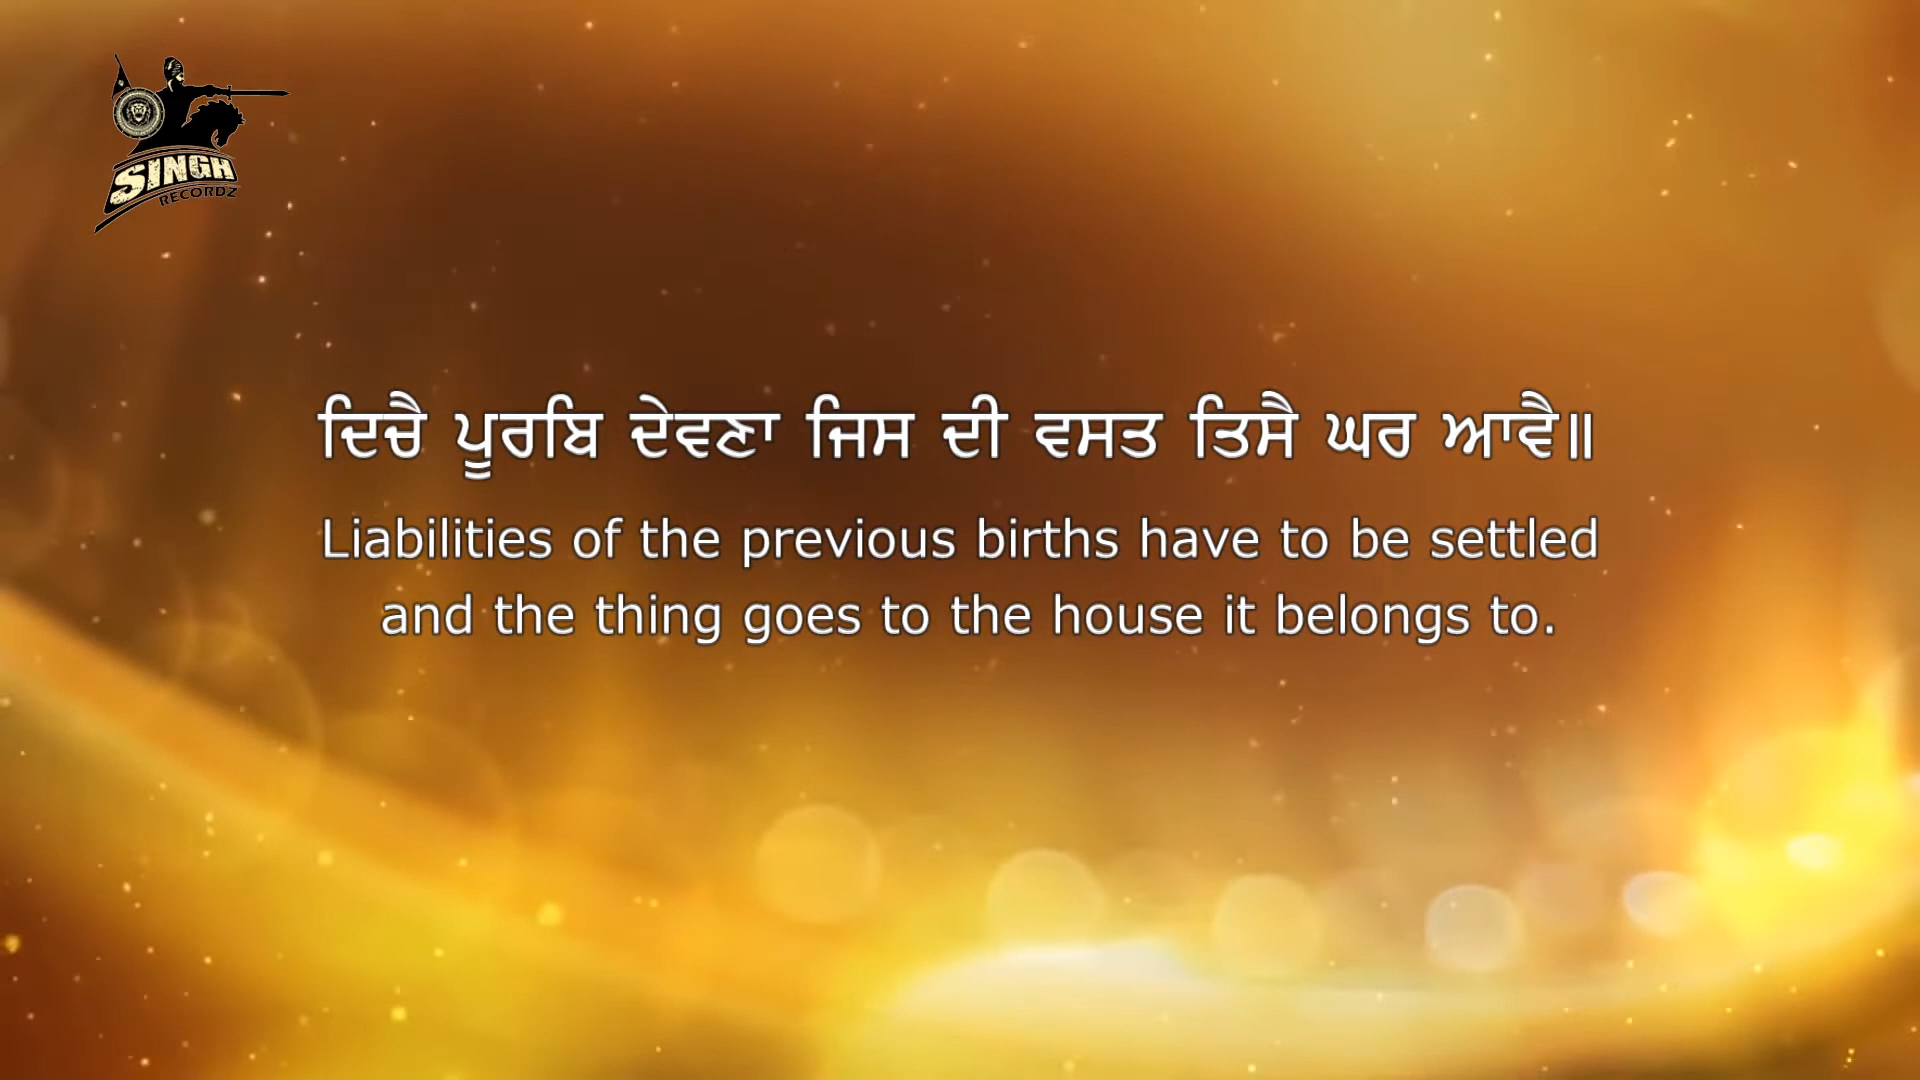 SINGH
RECORDZ
ਦਿਚੈ ਪੂਰਬਿ ਦੇਵਣਾ ਜਿਸ ਦੀ ਵਸਤ ਤਿਸੈ ਘਰ ਆਵੈ॥
Liabilities of the previous births have to be settled
and the thing goes to the house it belongs to.